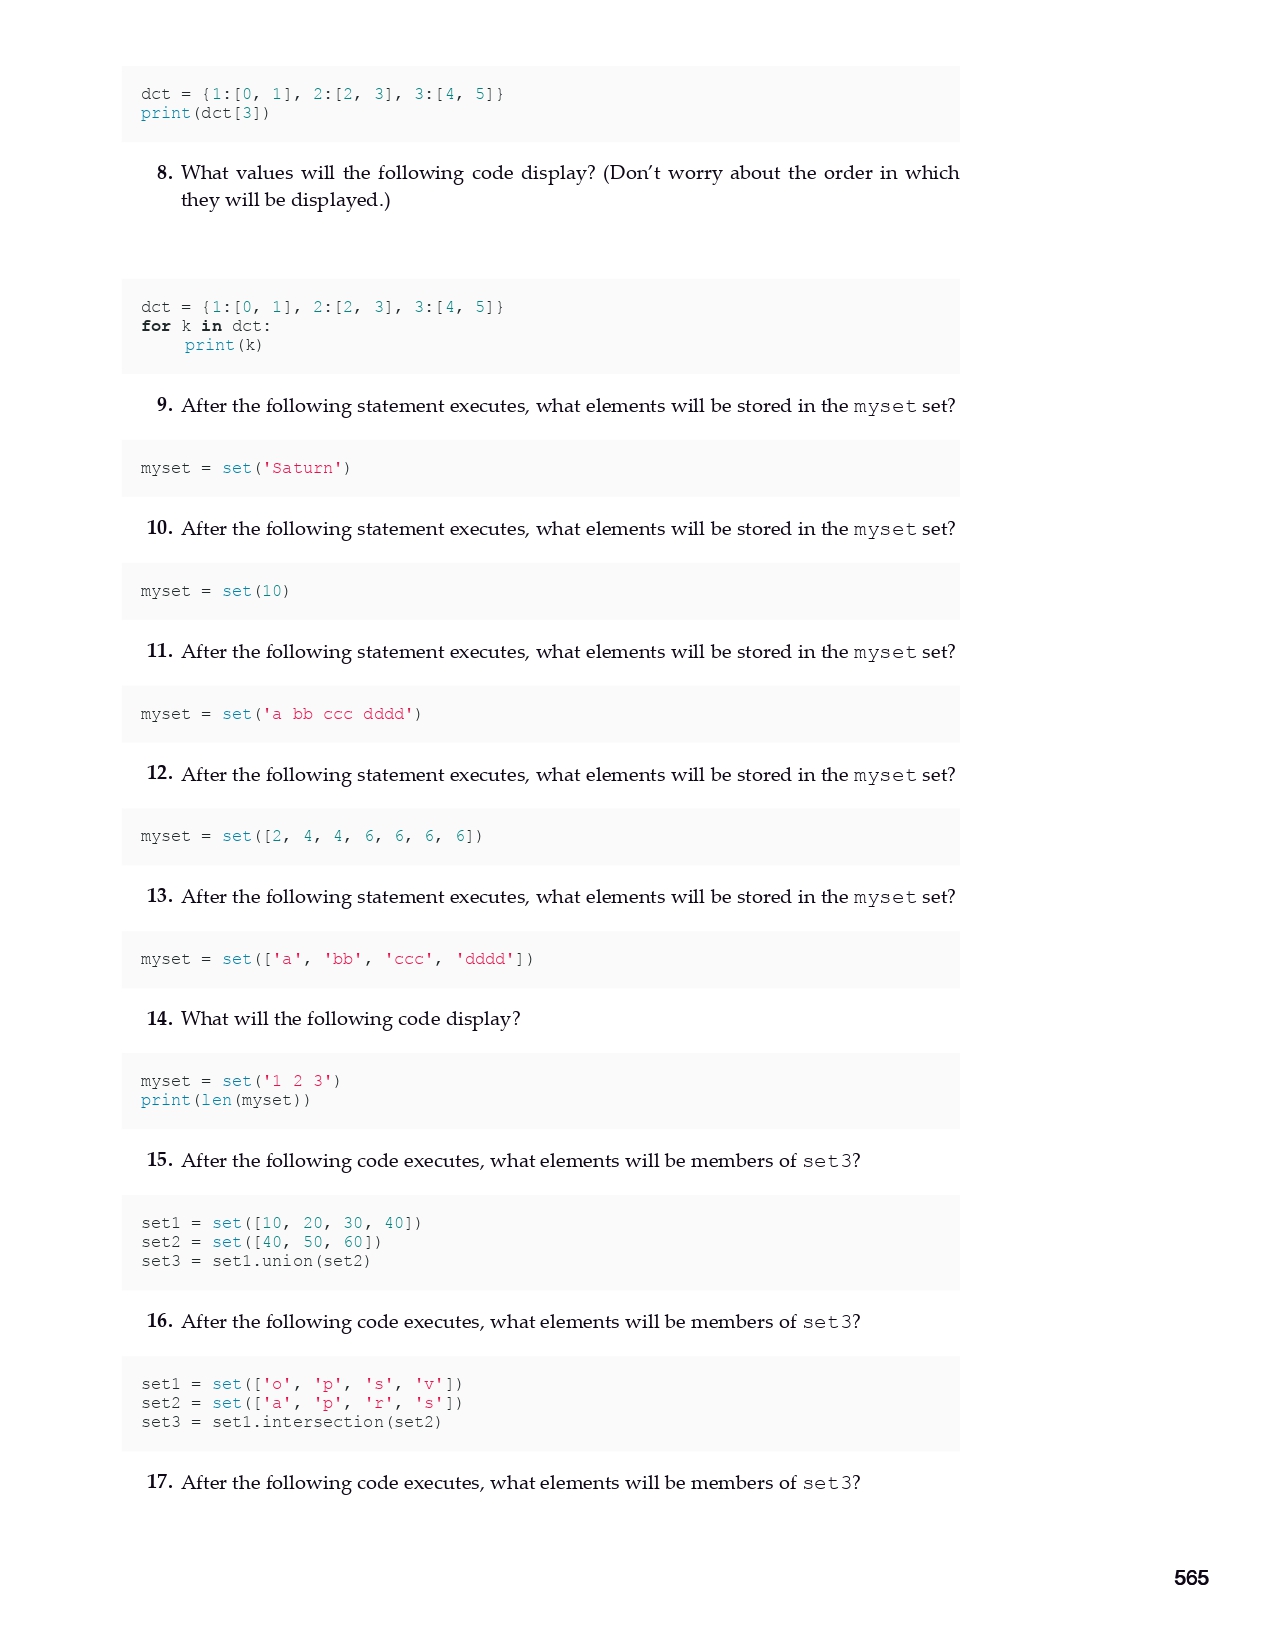 dct = {1:[0, 1], 2:[2, 3], 3:[4, 5]}
print(dct[3])
8. What values will the following code display? (Don’t worry about the order in which
they will be displayed.)
dct = {1:[0, 1], 2:[2, 3], 3:[4, 5]}
for k in dct:
    print(k)
9. After the following statement executes, what elements will be stored in the myset set?
myset = set('Saturn')
10. After the following statement executes, what elements will be stored in the myset set?
myset = set(10)
11. After the following statement executes, what elements will be stored in the myset set?
myset = set('a bb ccc dddd')
12. After the following statement executes, what elements will be stored in the myset set?
myset = set([2, 4, 4, 6, 6, 6, 6])
13. After the following statement executes, what elements will be stored in the myset set?
myset = set(['a', 'bb', 'ccc', 'dddd'])
14. What will the following code display?
myset = set('1 2 3')
print(len(myset))
15. After the following code executes, what elements will be members of set3?
set1 = set([10, 20, 30, 40])
set2 = set([40, 50, 60])
set3 = set1.union(set2)
16. After the following code executes, what elements will be members of set3?
set1 = set(['o', 'p', 's', 'v'])
set2 = set(['a', 'p', 'r', 's'])
set3 = set1.intersection(set2)
17. After the following code executes, what elements will be members of set3?
565